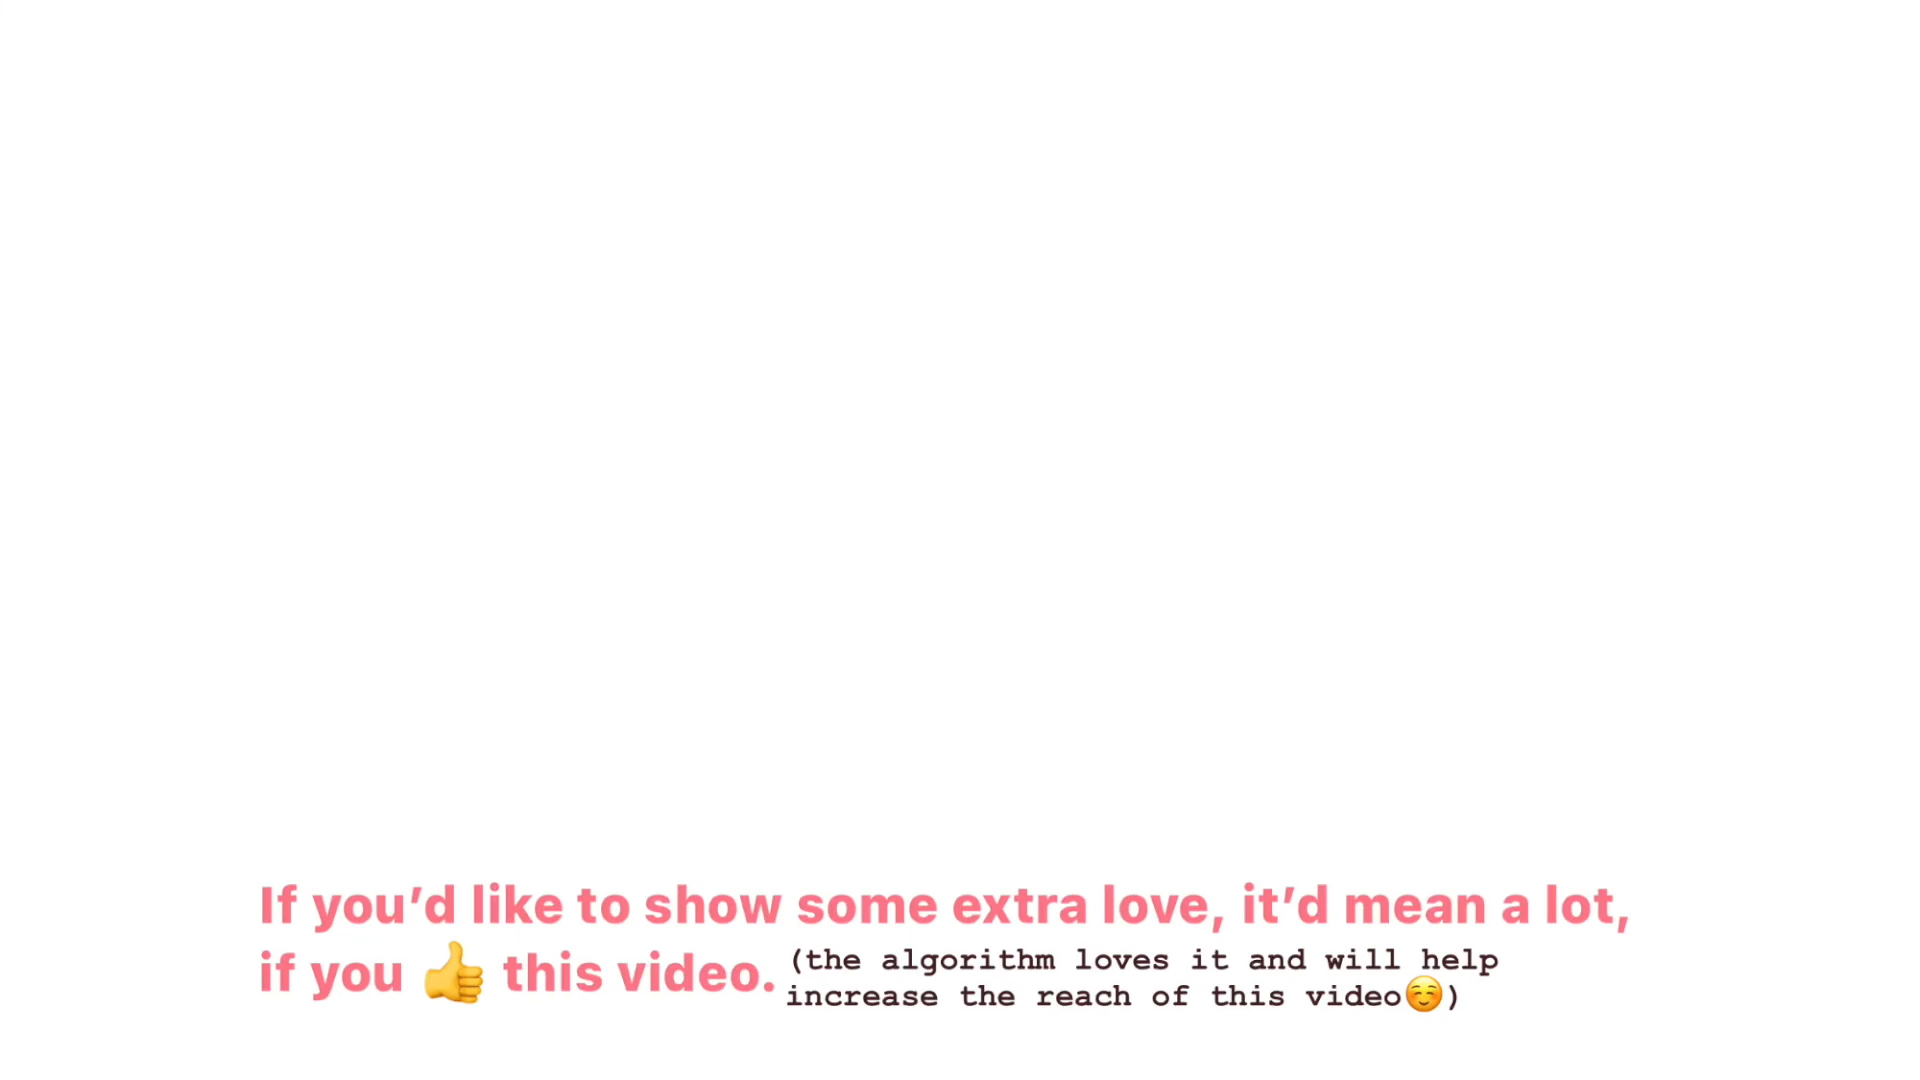 If you’d like to show some extra love, it’d mean a lot,
if you 👍 this video.
(the algorithm loves it and will help
increase the reach of this video☺️)